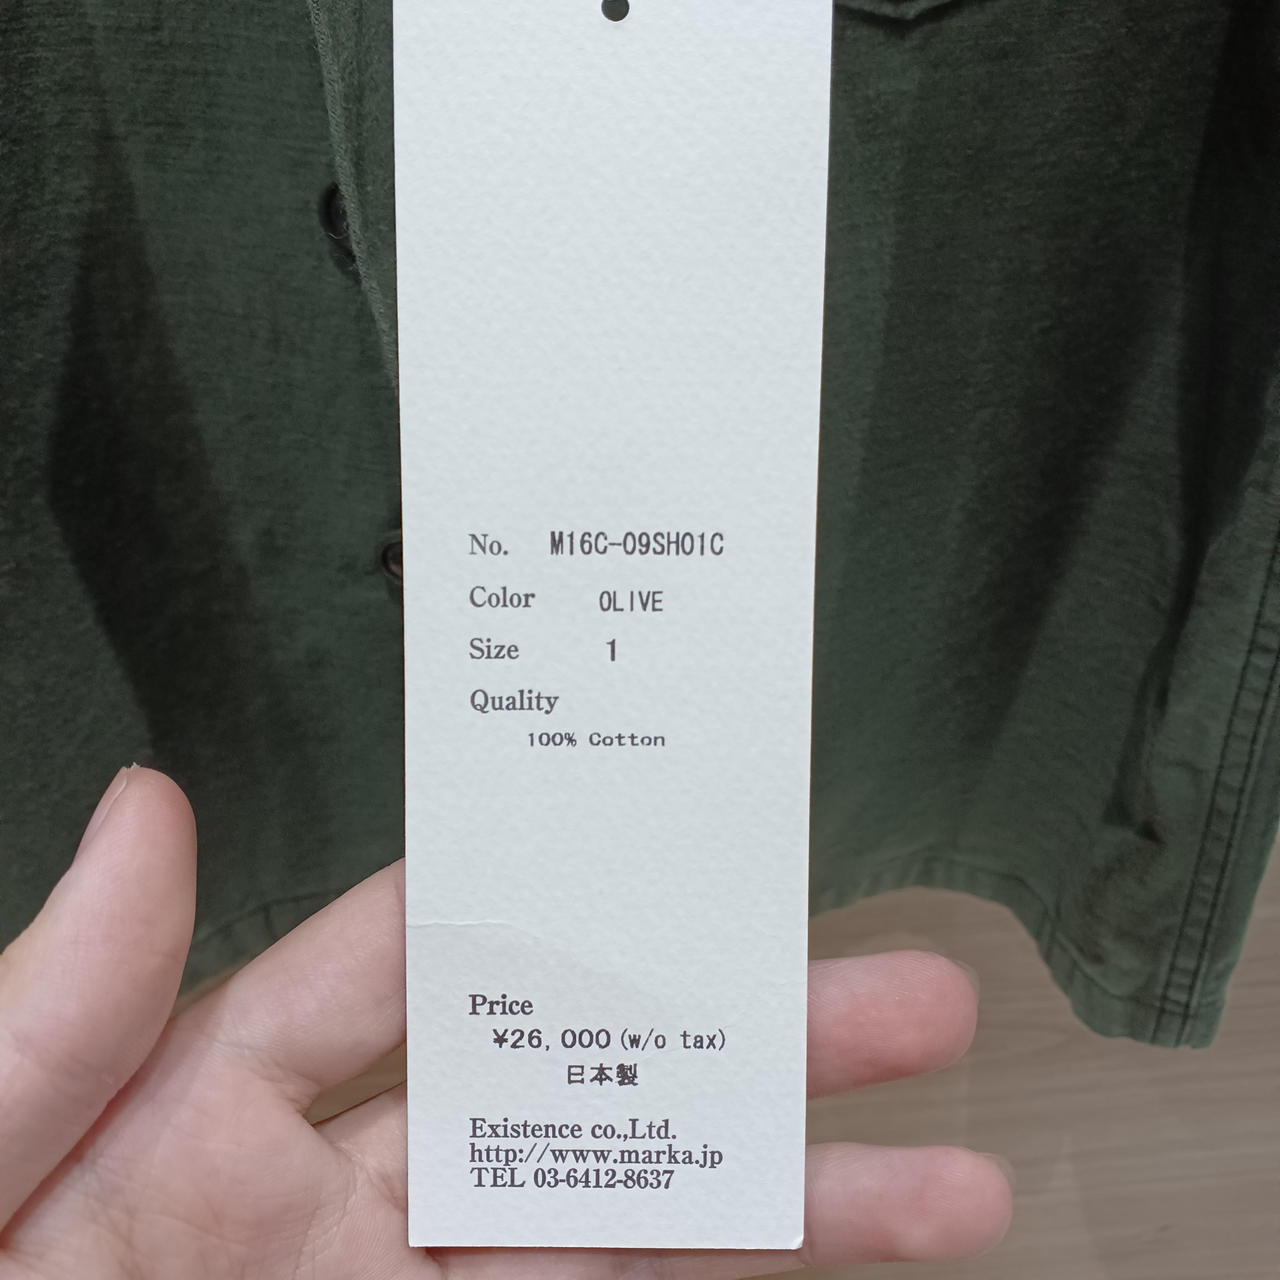 No. M16C-09SH01C
Color OLIVE
Size 1
Quality
100% Cotton
Price
¥26,000(w/o tax)
日本製
Existence co.,Ltd.
http://www.marka.jp
TEL 03-6412-8637